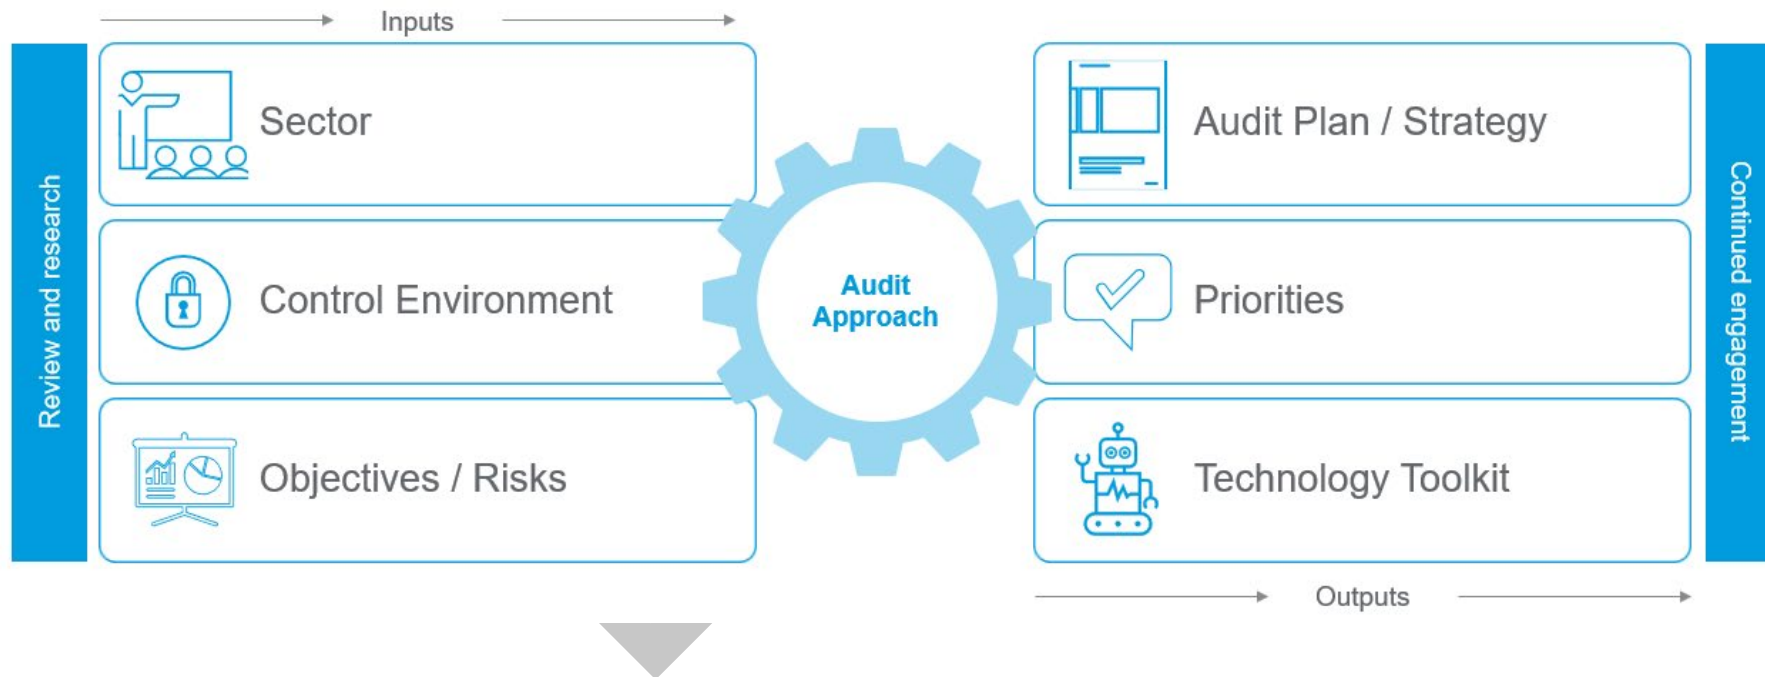 Inputs
Review and research
Sector
Control Environment
Objectives / Risks
Audit
Approach
Audit Plan / Strategy
Priorities
Technology Toolkit
Continued engagement
Outputs